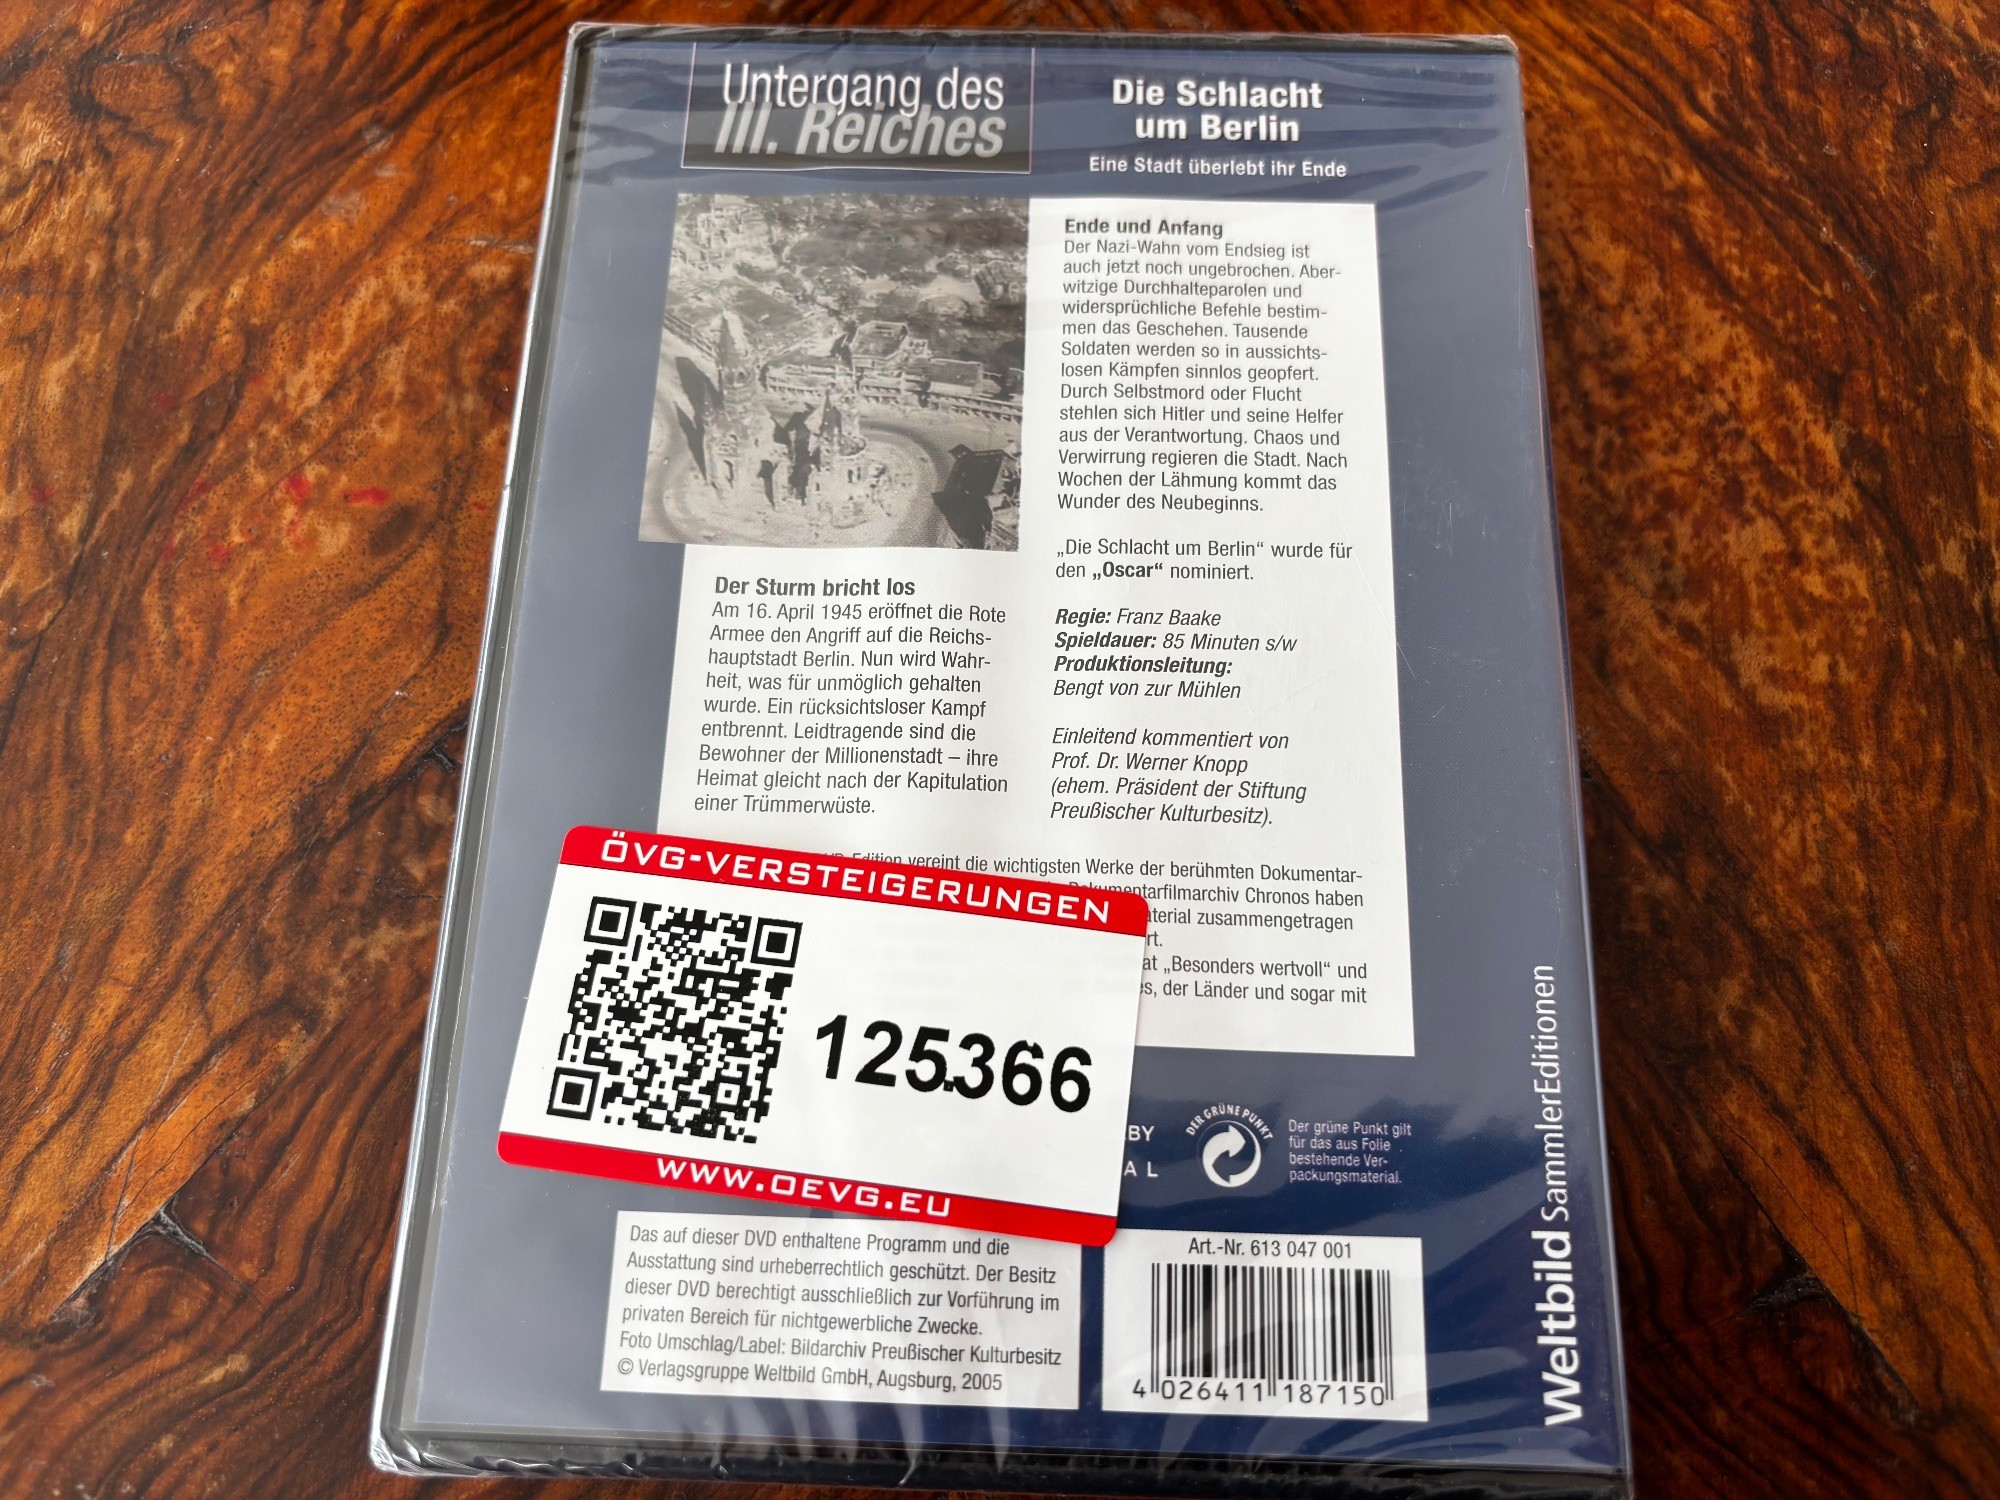 Untergang des
III. Reiches
Die Schlacht
um Berlin
Eine Stadt überlebt ihr Ende
Der Sturm bricht los
Am 16. April 1945 eröffnet die Rote
Armee den Angriff auf die Reichs-
hauptstadt Berlin. Nun wird Wahr-
heit, was für unmöglich gehalten
wurde. Ein rücksichtsloser Kampf
entbrennt. Leidtragende sind die
Bewohner der Millionenstadt – ihre
Heimat gleicht nach der Kapitulation
einer Trümmerwüste.
Ende und Anfang
Der Nazi-Wahn vom Endsieg ist
auch jetzt noch ungebrochen. Aber-
witzige Durchhalteparolen und
widersprüchliche Befehle bestim-
men das Geschehen. Tausende
Soldaten werden so in aussichts-
losen Kämpfen sinnlos geopfert.
Durch Selbstmord oder Flucht
stehlen sich Hitler und seine Helfer
aus der Verantwortung. Chaos und
Verwirrung regieren die Stadt. Nach
Wochen der Lähmung kommt das
Wunder des Neubeginns.
„Die Schlacht um Berlin“ wurde für
den „Oscar“ nominiert.
Regie: Franz Baake
Spieldauer: 85 Minuten s/w
Produktionsleitung:
Bengt von zur Mühlen
Einleitend kommentiert von
Prof. Dr. Werner Knopp
(ehem. Präsident der Stiftung
Preußischer Kulturbesitz).
Edition vereint die wichtigsten Werke der berühmten Dokumentar-
Dokumentarfilmarchiv Chronos haben
aterial zusammengetragen
rt.
at „Besonders wertvoll“ und
s, der Länder und sogar mit
ÖVG-VERSTEIGERUNGEN
125.366
WWW.OEVG.EU
BY
AL
DER GRÜNE PUNKT
Der grüne Punkt gilt
für das aus Folie
bestehende Ver-
packungsmaterial.
Das auf dieser DVD enthaltene Programm und die
Ausstattung sind urheberrechtlich geschützt. Der Besitz
dieser DVD berechtigt ausschließlich zur Vorführung im
privaten Bereich für nichtgewerbliche Zwecke.
Foto Umschlag/Label: Bildarchiv Preußischer Kulturbesitz
© Verlagsgruppe Weltbild GmbH, Augsburg, 2005
Art.-Nr. 613 047 001
4 026411 187150
Weltbild SammlerEditionen